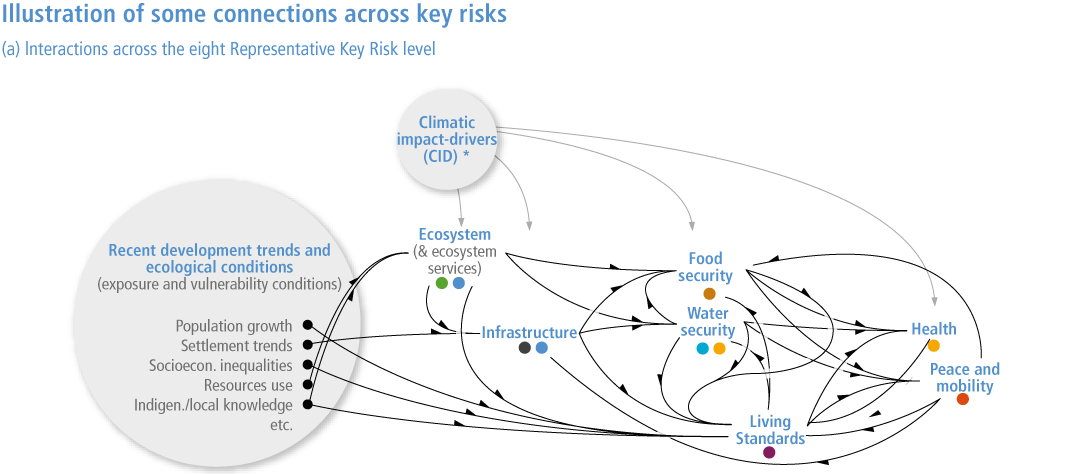 Illustration of some connections across key risks
(a) Interactions across the eight Representative Key Risk level
Climatic
impact-drivers
(CID) *
Recent development trends and
ecological conditions
(exposure and vulnerability conditions)
Population growth
Settlement trends
Socioecon. inequalities
Resources use
Indigen./local knowledge
etc.
Ecosystem
(& ecosystem
services)
Infrastructure
Food
security
Water
security
Health
Peace and
mobility
Living
Standards